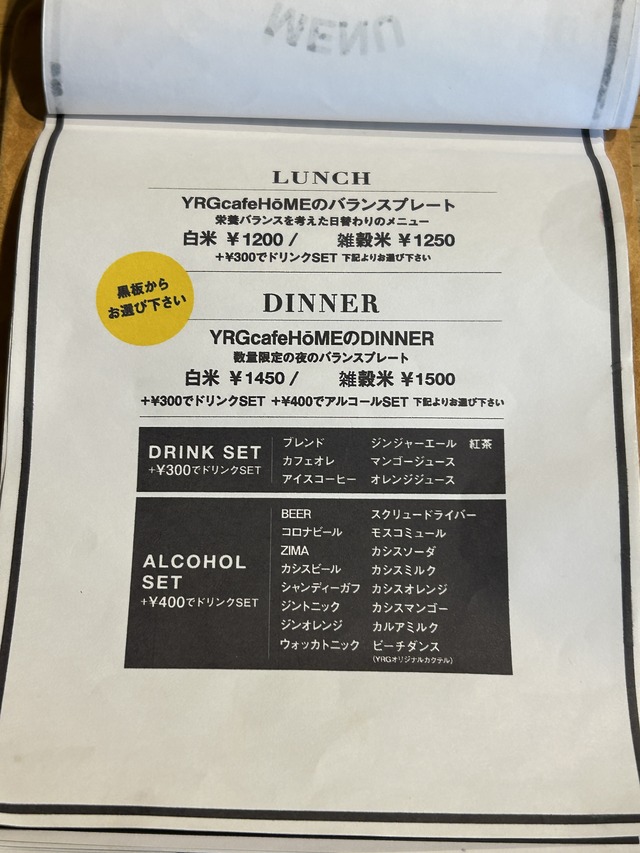 MENU
LUNCH
YRGcafeHōMEのバランスプレート
栄養バランスを考えた日替わりのメニュー
白米 ¥1200 / 雑穀米 ¥1250
+¥300でドリンクSET 下記よりお選び下さい
黒板から
お選び下さい
DINNER
YRGcafeHōMEのDINNER
数量限定の夜のバランスプレート
白米 ¥1450 / 雑穀米 ¥1500
+¥300でドリンクSET +¥400でアルコールSET 下記よりお選び下さい
DRINK SET
+¥300でドリンクSET
ブレンド ジンジャーエール 紅茶
カフェオレ マンゴージュース
アイスコーヒー オレンジジュース
ALCOHOL
SET
+¥400でドリンクSET
BEER スクリュードライバー
コロナビール モスコミュール
ZIMA カシスソーダ
カシスビール カシスミルク
シャンディーガフ カシスオレンジ
ジントニック カシスマンゴー
ジンオレンジ カルアミルク
ウォッカトニック ピーチダンス
(YRGオリジナルカクテル)